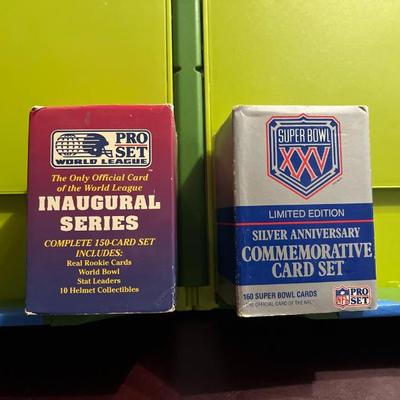 PRO
SET
WORLD LEAGUE™
The Only Official Card
of the World League
INAUGURAL
SERIES
COMPLETE 150-CARD SET
INCLUDES:
Real Rookie Cards
World Bowl
Stat Leaders
10 Helmet Collectibles
SUPER BOWL
XXV
LIMITED EDITION
SILVER ANNIVERSARY
COMMEMORATIVE
CARD SET
160 SUPER BOWL CARDS
THE OFFICIAL CARD OF THE NFL
NFL
PRO
SET